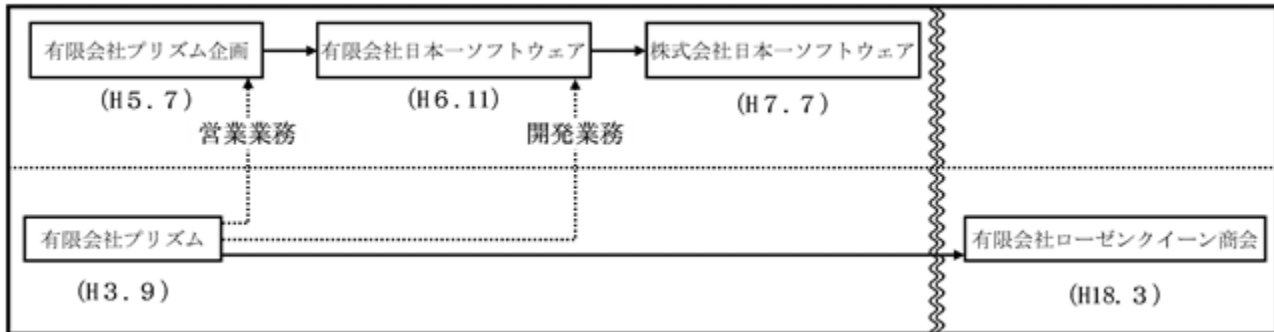 有限会社プリズム企画
有限会社日本一ソフトウェア
株式会社日本一ソフトウェア
(H5.7)
(H6.11)
(H7.7)
営業業務
開発業務
有限会社プリズム
有限会社ローゼンクイーン商会
(H3.9)
(H18.3)